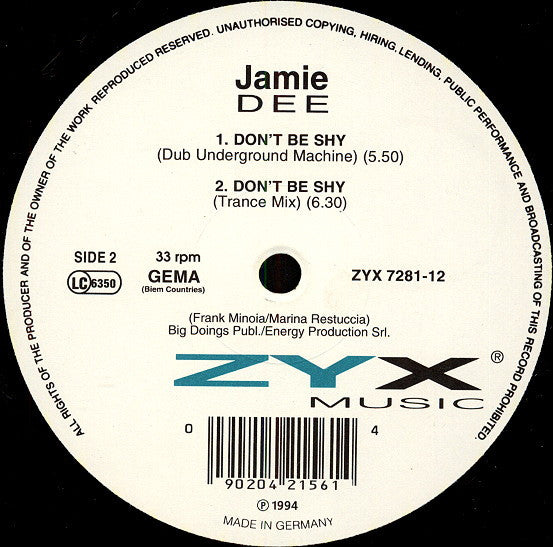 ALL RIGHTS OF THE PRODUCER AND OF THE OWNER OF THE WORK REPRODUCED RESERVED. UNAUTHORISED COPYING, HIRING, LENDING, PUBLIC PERFORMANCE AND BROADCASTING OF THIS RECORD PROHIBITED.
Jamie
DEE
1. DON'T BE SHY
(Dub Underground Machine) (5.50)
2. DON'T BE SHY
(Trance Mix) (6.30)
SIDE 2 33 rpm
LC 6350 GEMA ZYX 7281-12
(Biem Countries)
(Frank Minoia/Marina Restuccia)
Big Doings Publ./Energy Production Srl.
ZYX ®
MUSIC
0 4
90204 21561
℗ 1994
MADE IN GERMANY